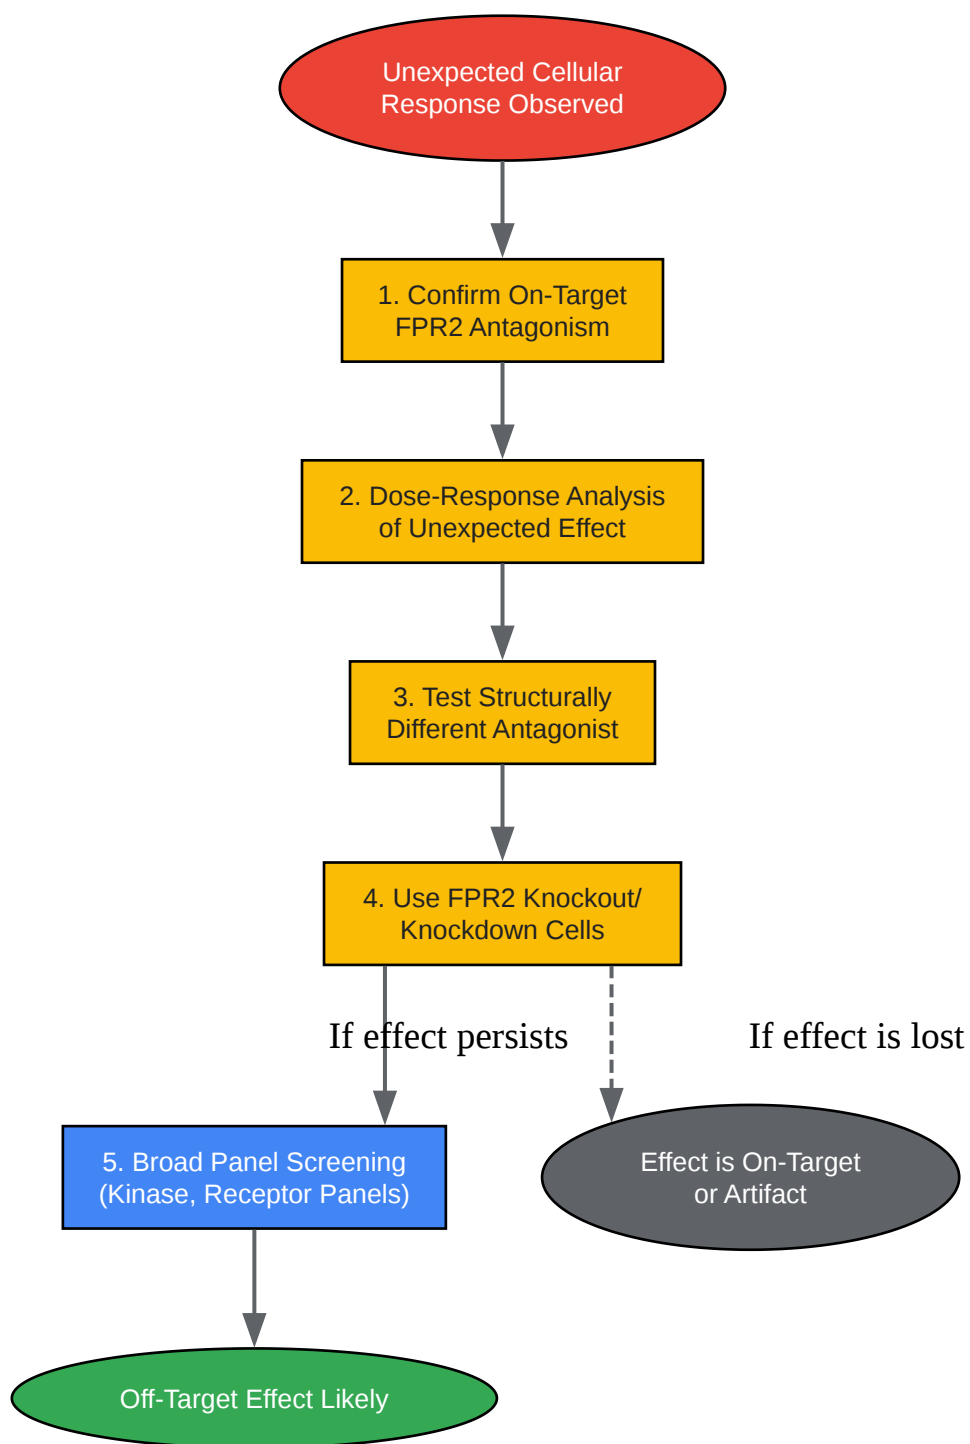 Unexpected Cellular
Response Observed
1. Confirm On-Target
FPR2 Antagonism
2. Dose-Response Analysis
of Unexpected Effect
3. Test Structurally
Different Antagonist
4. Use FPR2 Knockout/
Knockdown Cells
If effect persists
If effect is lost
5. Broad Panel Screening
(Kinase, Receptor Panels)
Effect is On-Target
or Artifact
Off-Target Effect Likely